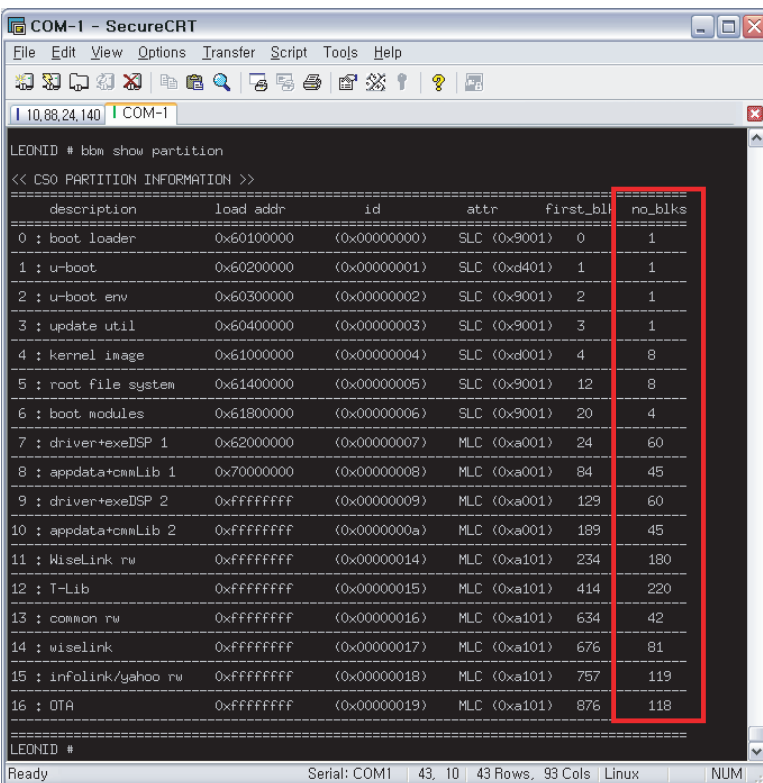 COM-1 - SecureCRT
File Edit View Options Transfer Script Tools Help
10,88,24,140 COM-1
LEONID # bbm show partition
<< CSO PARTITION INFORMATION >>
description load addr id attr first_blk no_blks
0 : boot loader 0x60100000 (0x00000000) SLC (0x9001) 0 1
1 : u-boot 0x60200000 (0x00000001) SLC (0xd401) 1 1
2 : u-boot env 0x60300000 (0x00000002) SLC (0x9001) 2 1
3 : update util 0x60400000 (0x00000003) SLC (0x9001) 3 1
4 : kernel image 0x61000000 (0x00000004) SLC (0xd001) 4 8
5 : root file system 0x61400000 (0x00000005) SLC (0x9001) 12 8
6 : boot modules 0x61800000 (0x00000006) SLC (0x9001) 20 4
7 : driver+exeDSP 1 0x62000000 (0x00000007) MLC (0xa001) 24 60
8 : appdata+cmmLib 1 0x70000000 (0x00000008) MLC (0xa001) 84 45
9 : driver+exeDSP 2 0xffffffff (0x00000009) MLC (0xa001) 129 60
10 : appdata+cmmLib 2 0xffffffff (0x0000000a) MLC (0xa001) 189 45
11 : WiseLink rw 0xffffffff (0x00000014) MLC (0xa101) 234 180
12 : T-Lib 0xffffffff (0x00000015) MLC (0xa101) 414 220
13 : common rw 0xffffffff (0x00000016) MLC (0xa101) 634 42
14 : wiselink 0xffffffff (0x00000017) MLC (0xa101) 676 81
15 : infolink/yahoo rw 0xffffffff (0x00000018) MLC (0xa101) 757 119
16 : OTA 0xffffffff (0x00000019) MLC (0xa101) 876 118
LEONID #
Ready Serial: COM1 43, 10 43 Rows, 93 Cols Linux NUM